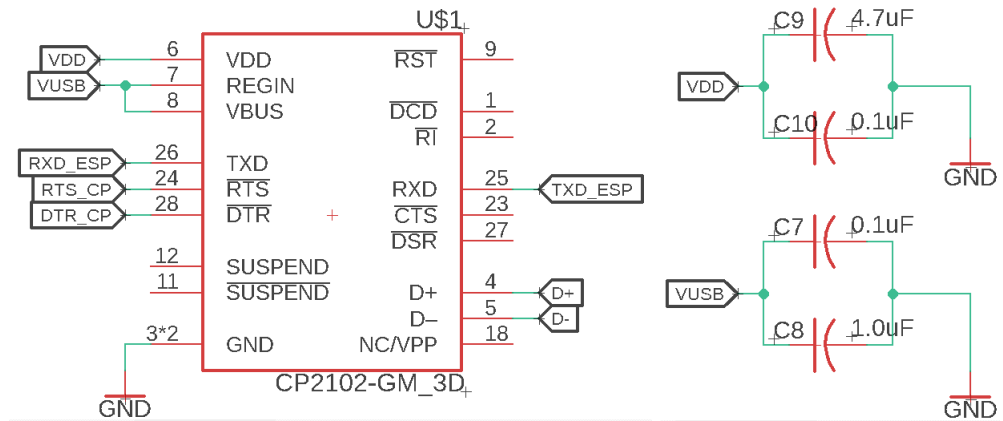 U$1
VDD 6 VDD RST 9
VUSB 7 REGIN
8 VBUS DCD 1
RI 2
RXD_ESP 26 TXD
RTS_CP 24 RTS RXD 25 TXD_ESP
DTR_CP 28 DTR CTS 23
DSR 27
12 SUSPEND
11 SUSPEND D+ 4 D+
D– 5 D-
3*2 GND NC/VPP 18
CP2102-GM_3D
GND
C9 4.7uF
VDD
C10 0.1uF
GND
C7 0.1uF
VUSB
C8 1.0uF
GND